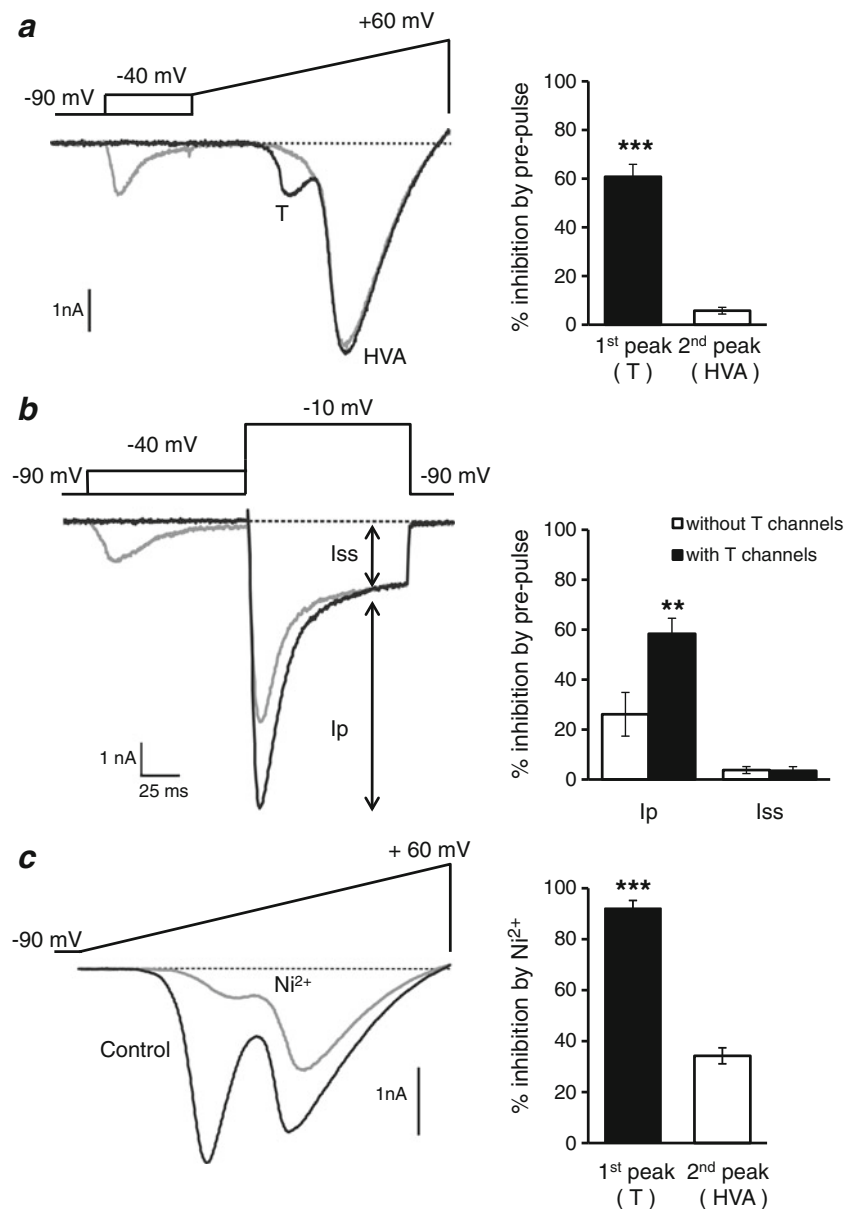 a
+60 mV
-40 mV
-90 mV
T
1nA
HVA
% inhibition by pre-pulse
100
80
60
40
20
0
***
1st peak
( T )
2nd peak
( HVA )
b
-10 mV
-40 mV
-90 mV
-90 mV
Iss
Ip
1 nA
25 ms
% inhibition by pre-pulse
100
80
60
40
20
0
without T channels
with T channels
**
Ip
Iss
c
+ 60 mV
-90 mV
Ni2+
Control
1nA
% inhibition by Ni2+
100
80
60
40
20
0
***
1st peak
( T )
2nd peak
( HVA )